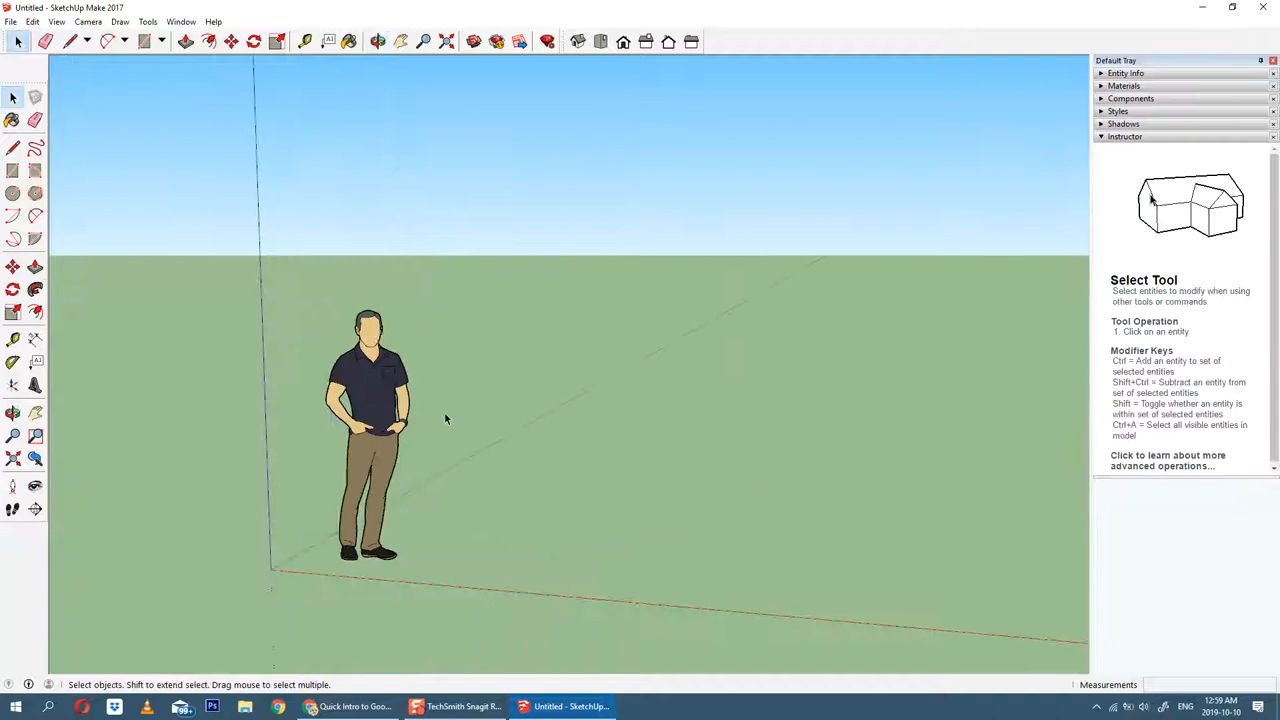 Untitled - SketchUp Make 2017
File Edit View Camera Draw Tools Window Help
Default Tray
Entity Info
Materials
Components
Styles
Shadows
Instructor
Select Tool
Select entities to modify when using
other tools or commands
Tool Operation
1. Click on an entity
Modifier Keys
Ctrl = Add an entity to set of
selected entities
Shift+Ctrl = Subtract an entity from
set of selected entities
Shift = Toggle whether an entity is
within set of selected entities
Ctrl+A = Select all visible entities in
model
Click to learn about more
advanced operations...
Select objects. Shift to extend select. Drag mouse to select multiple.
Measurements
99+
Quick Intro to Goo...
TechSmith Snagit R...
Untitled - SketchUp...
ENG
12:59 AM
2019-10-10